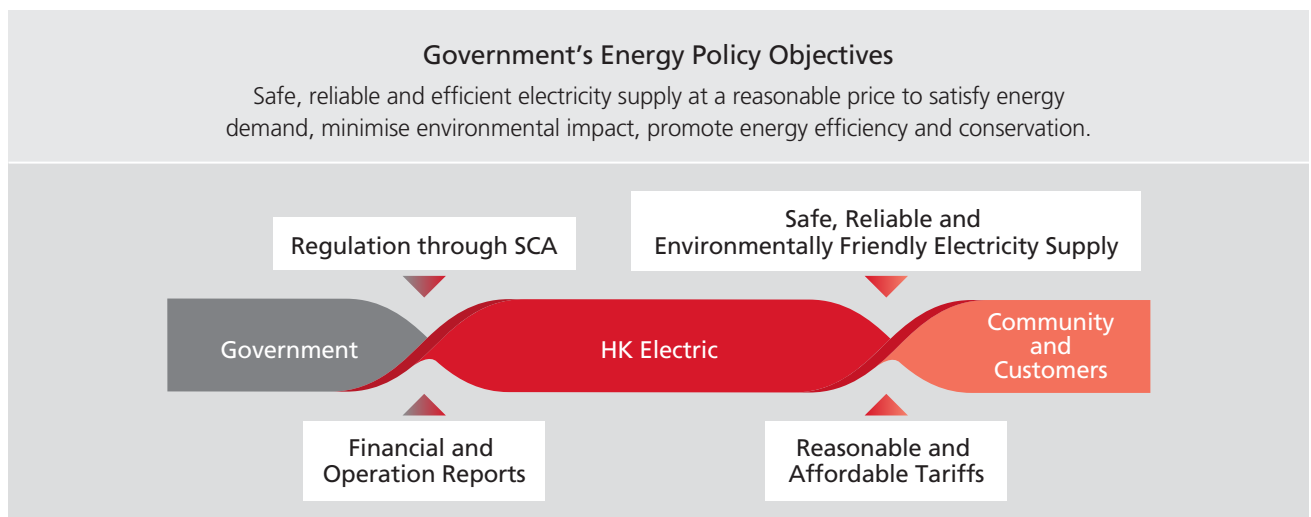 Government’s Energy Policy Objectives
Safe, reliable and efficient electricity supply at a reasonable price to satisfy energy
demand, minimise environmental impact, promote energy efficiency and conservation.
Regulation through SCA
Safe, Reliable and
Environmentally Friendly Electricity Supply
Government
HK Electric
Community
and
Customers
Financial and
Operation Reports
Reasonable and
Affordable Tariffs